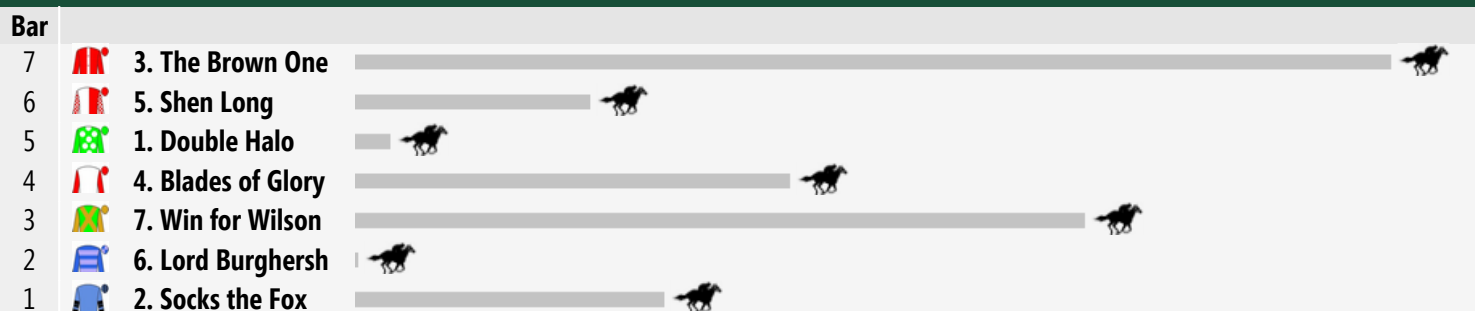 Bar
7 3. The Brown One
6 5. Shen Long
5 1. Double Halo
4 4. Blades of Glory
3 7. Win for Wilson
2 6. Lord Burghersh
1 2. Socks the Fox